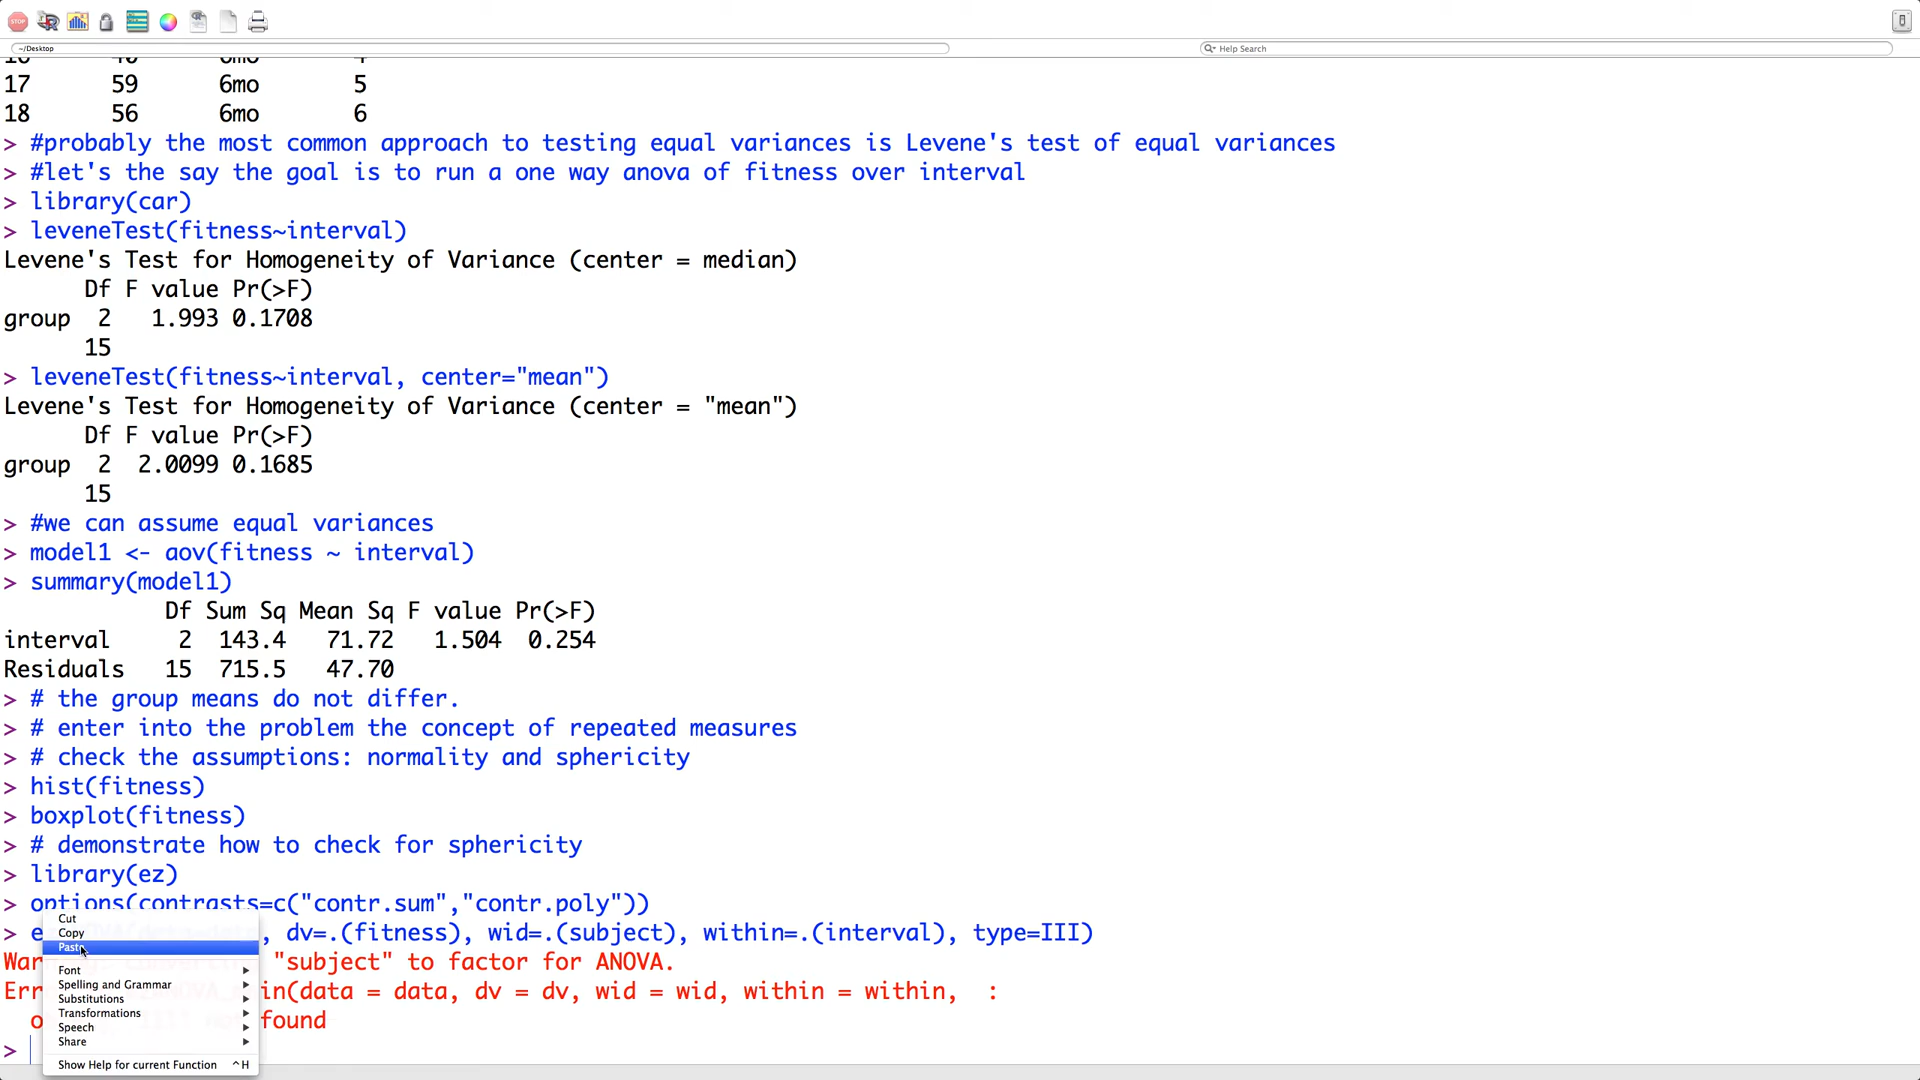 STOP
~/Desktop
Help Search
17 59 6mo 5
18 56 6mo 6
> #probably the most common approach to testing equal variances is Levene's test of equal variances
> #let's the say the goal is to run a one way anova of fitness over interval
> library(car)
> leveneTest(fitness~interval)
Levene's Test for Homogeneity of Variance (center = median)
Df F value Pr(>F)
group 2 1.993 0.1708
15
> leveneTest(fitness~interval, center="mean")
Levene's Test for Homogeneity of Variance (center = "mean")
Df F value Pr(>F)
group 2 2.0099 0.1685
15
> #we can assume equal variances
> model1 <- aov(fitness ~ interval)
> summary(model1)
Df Sum Sq Mean Sq F value Pr(>F)
interval 2 143.4 71.72 1.504 0.254
Residuals 15 715.5 47.70
> # the group means do not differ.
> # enter into the problem the concept of repeated measures
> # check the assumptions: normality and sphericity
> hist(fitness)
> boxplot(fitness)
> # demonstrate how to check for sphericity
> library(ez)
> options(contrasts=c("contr.sum","contr.poly"))
> e , dv=.(fitness), wid=.(subject), within=.(interval), type=III)
War "subject" to factor for ANOVA.
Err in(data = data, dv = dv, wid = wid, within = within, :
o found
>
Cut
Copy
Paste
Font
Spelling and Grammar
Substitutions
Transformations
Speech
Share
Show Help for current Function ^H